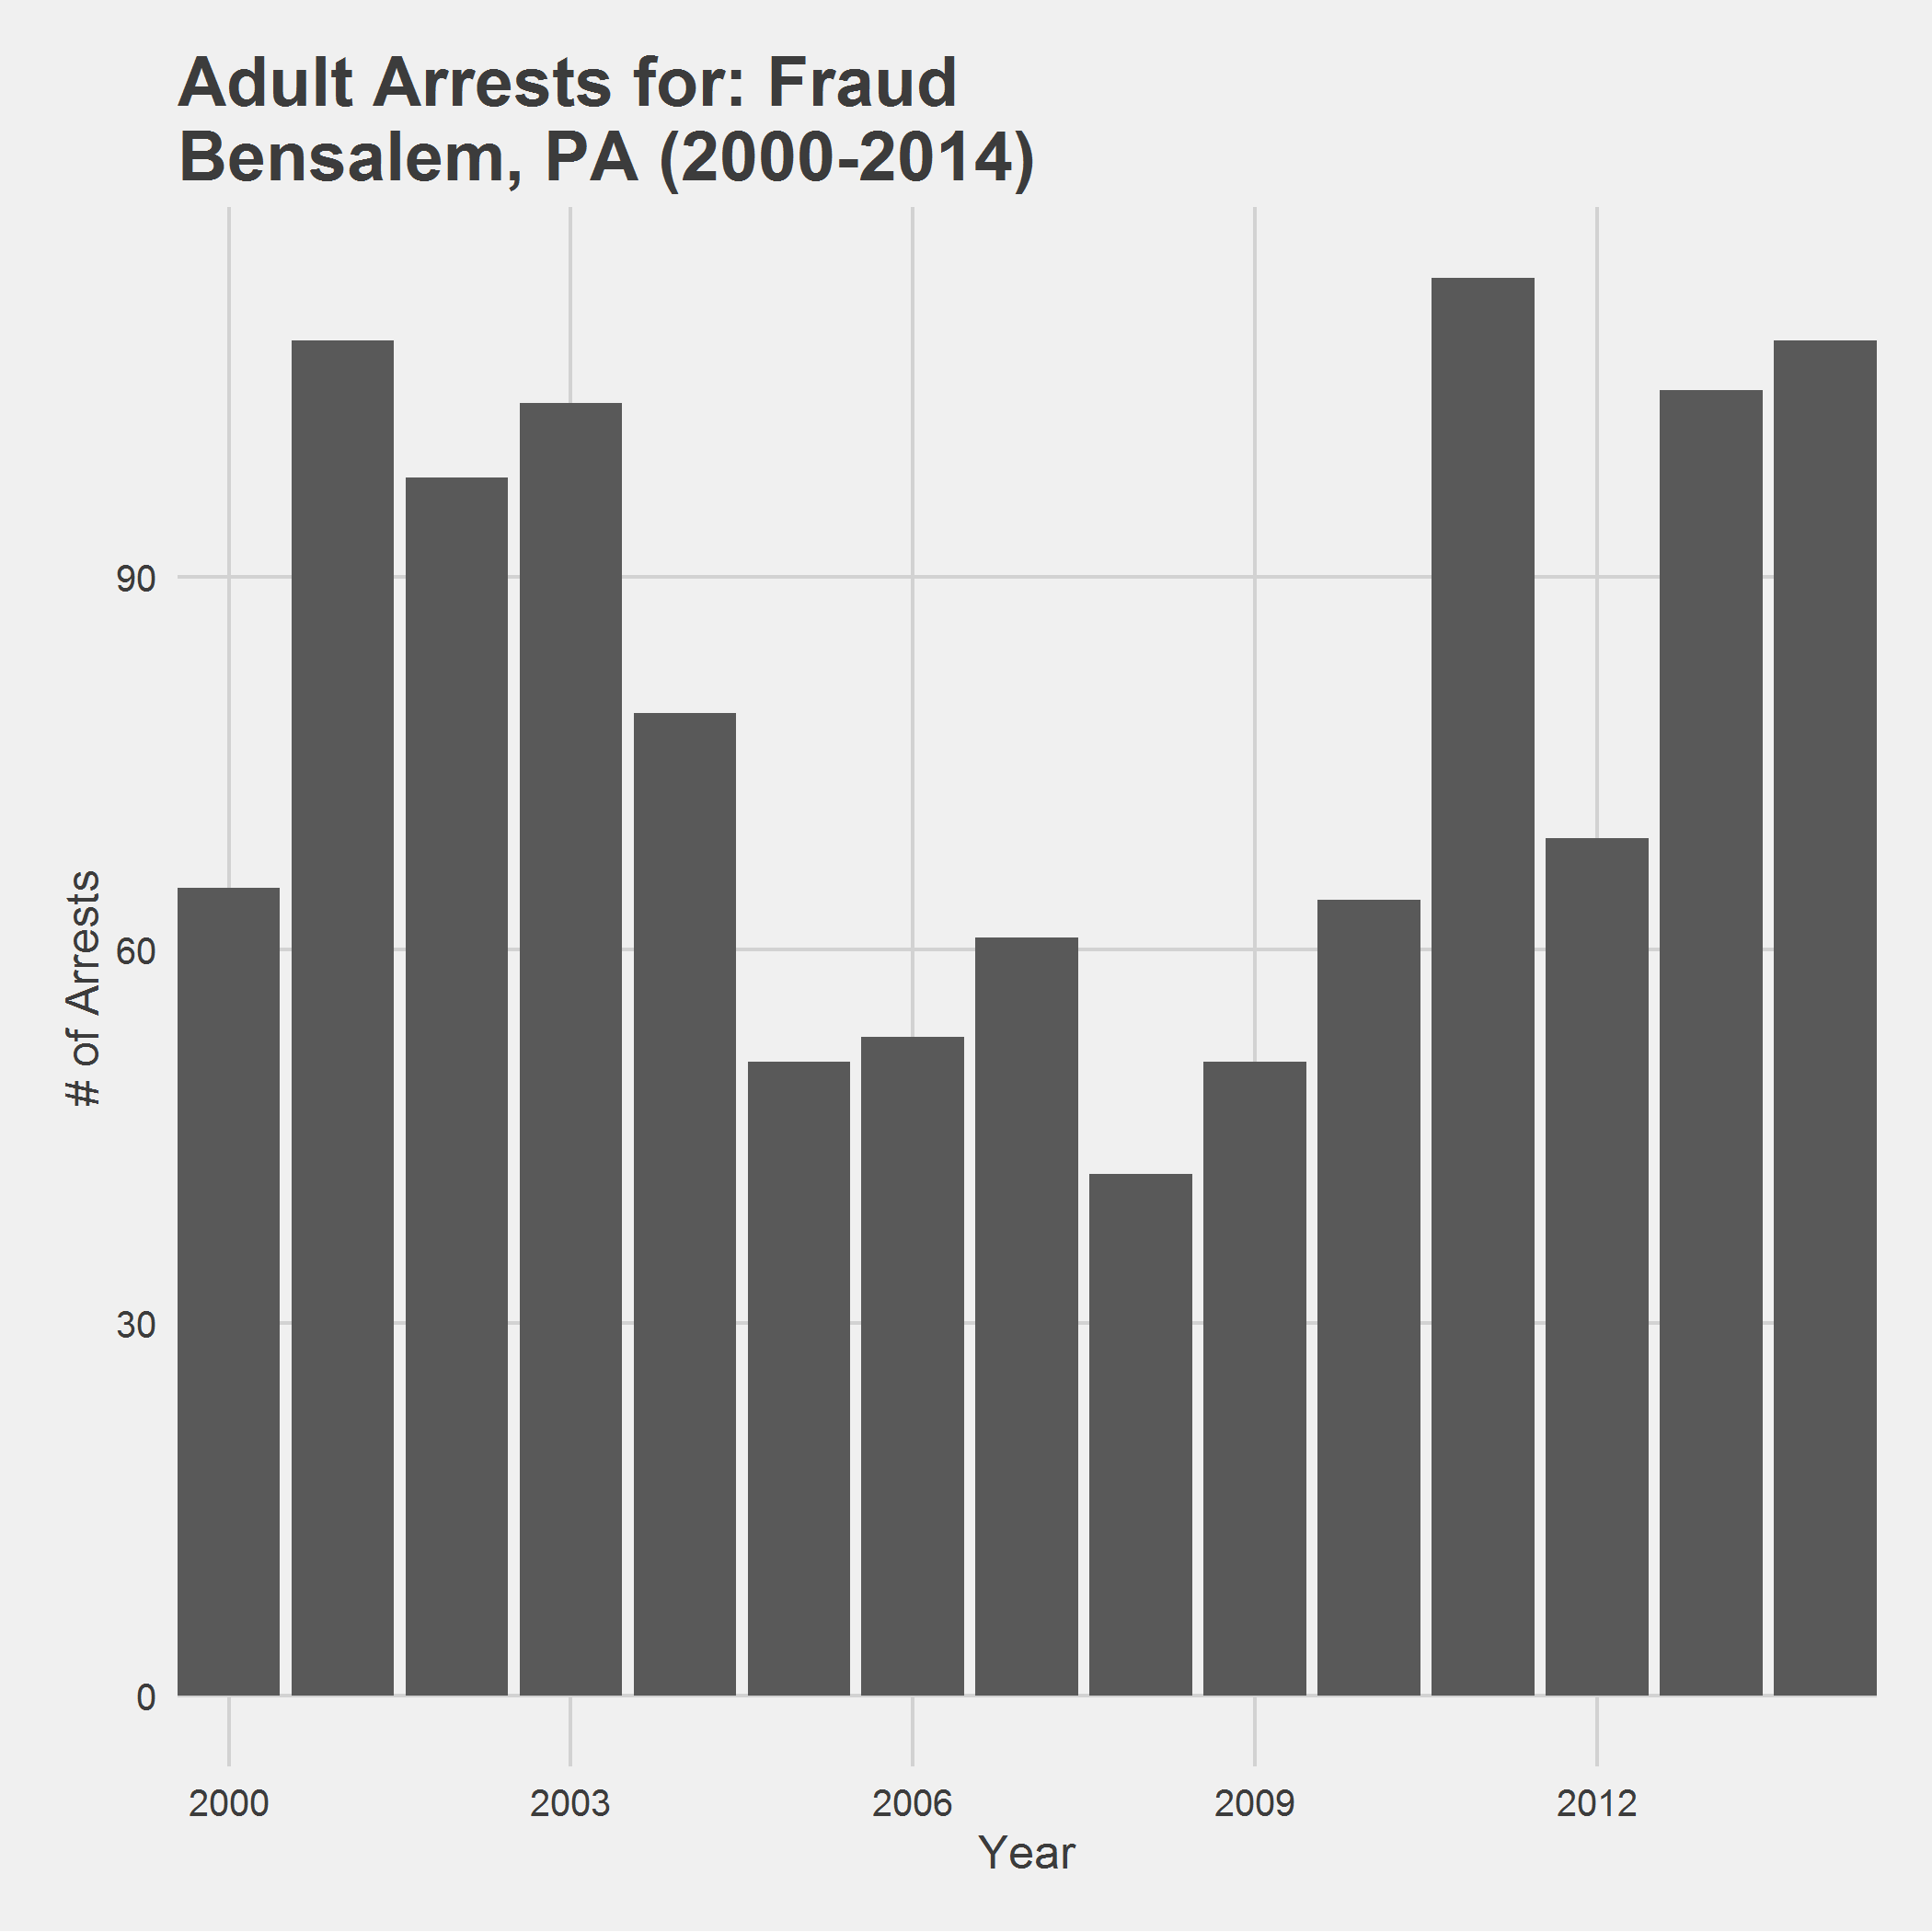 Adult Arrests for: Fraud
Bensalem, PA (2000-2014)
# of Arrests
90
60
30
0
2000 2003 2006 2009 2012
Year